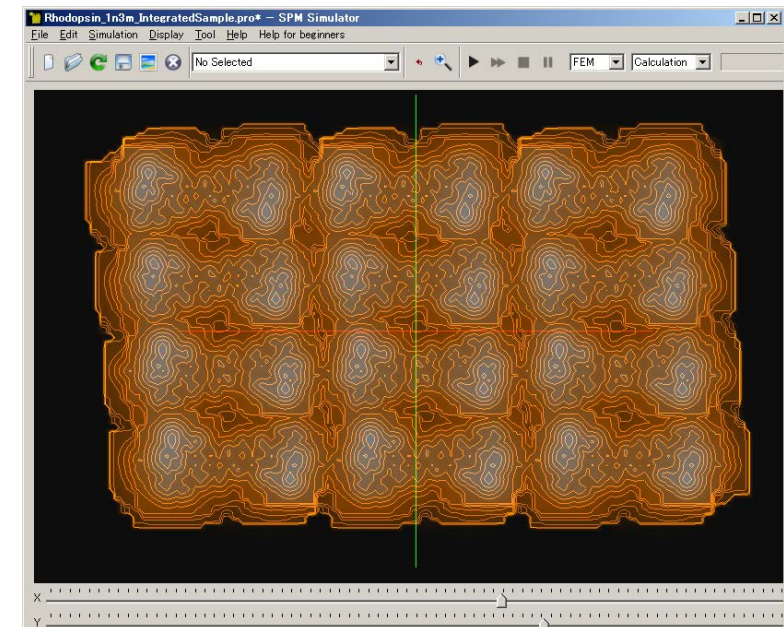 Rhodopsin_1n3m_IntegratedSample.pro* – SPM Simulator
File Edit Simulation Display Tool Help Help for beginners
No Selected FEM Calculation
X
Y